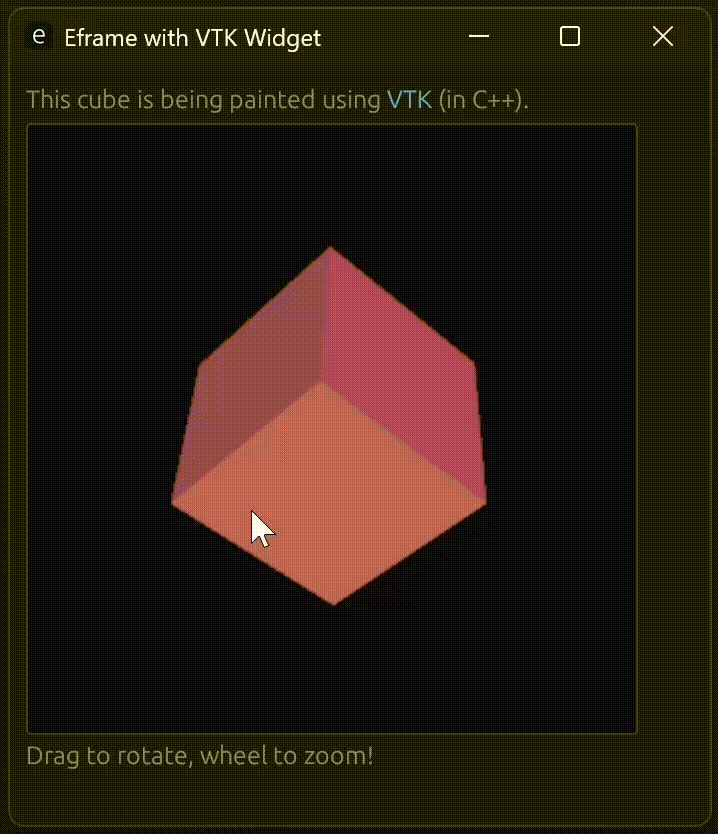 e Eframe with VTK Widget
This cube is being painted using VTK (in C++).
Drag to rotate, wheel to zoom!